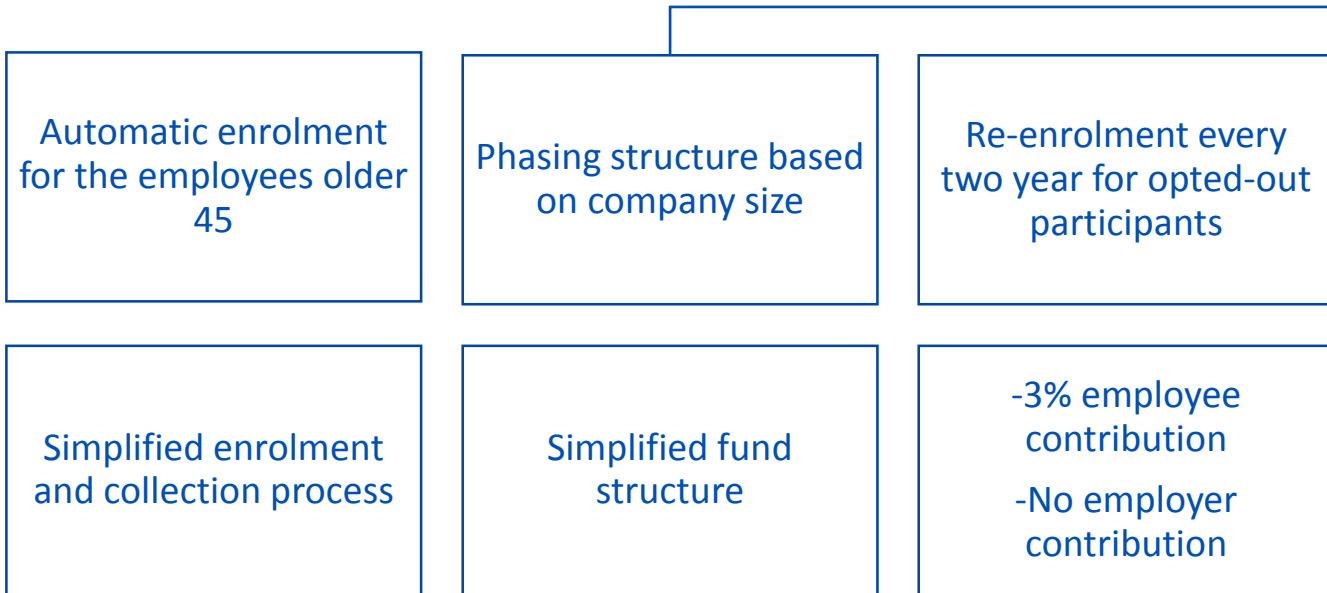 Automatic enrolment
for the employees older
45
Phasing structure based
on company size
Re-enrolment every
two year for opted-out
participants
Simplified enrolment
and collection process
Simplified fund
structure
-3% employee
contribution
-No employer
contribution